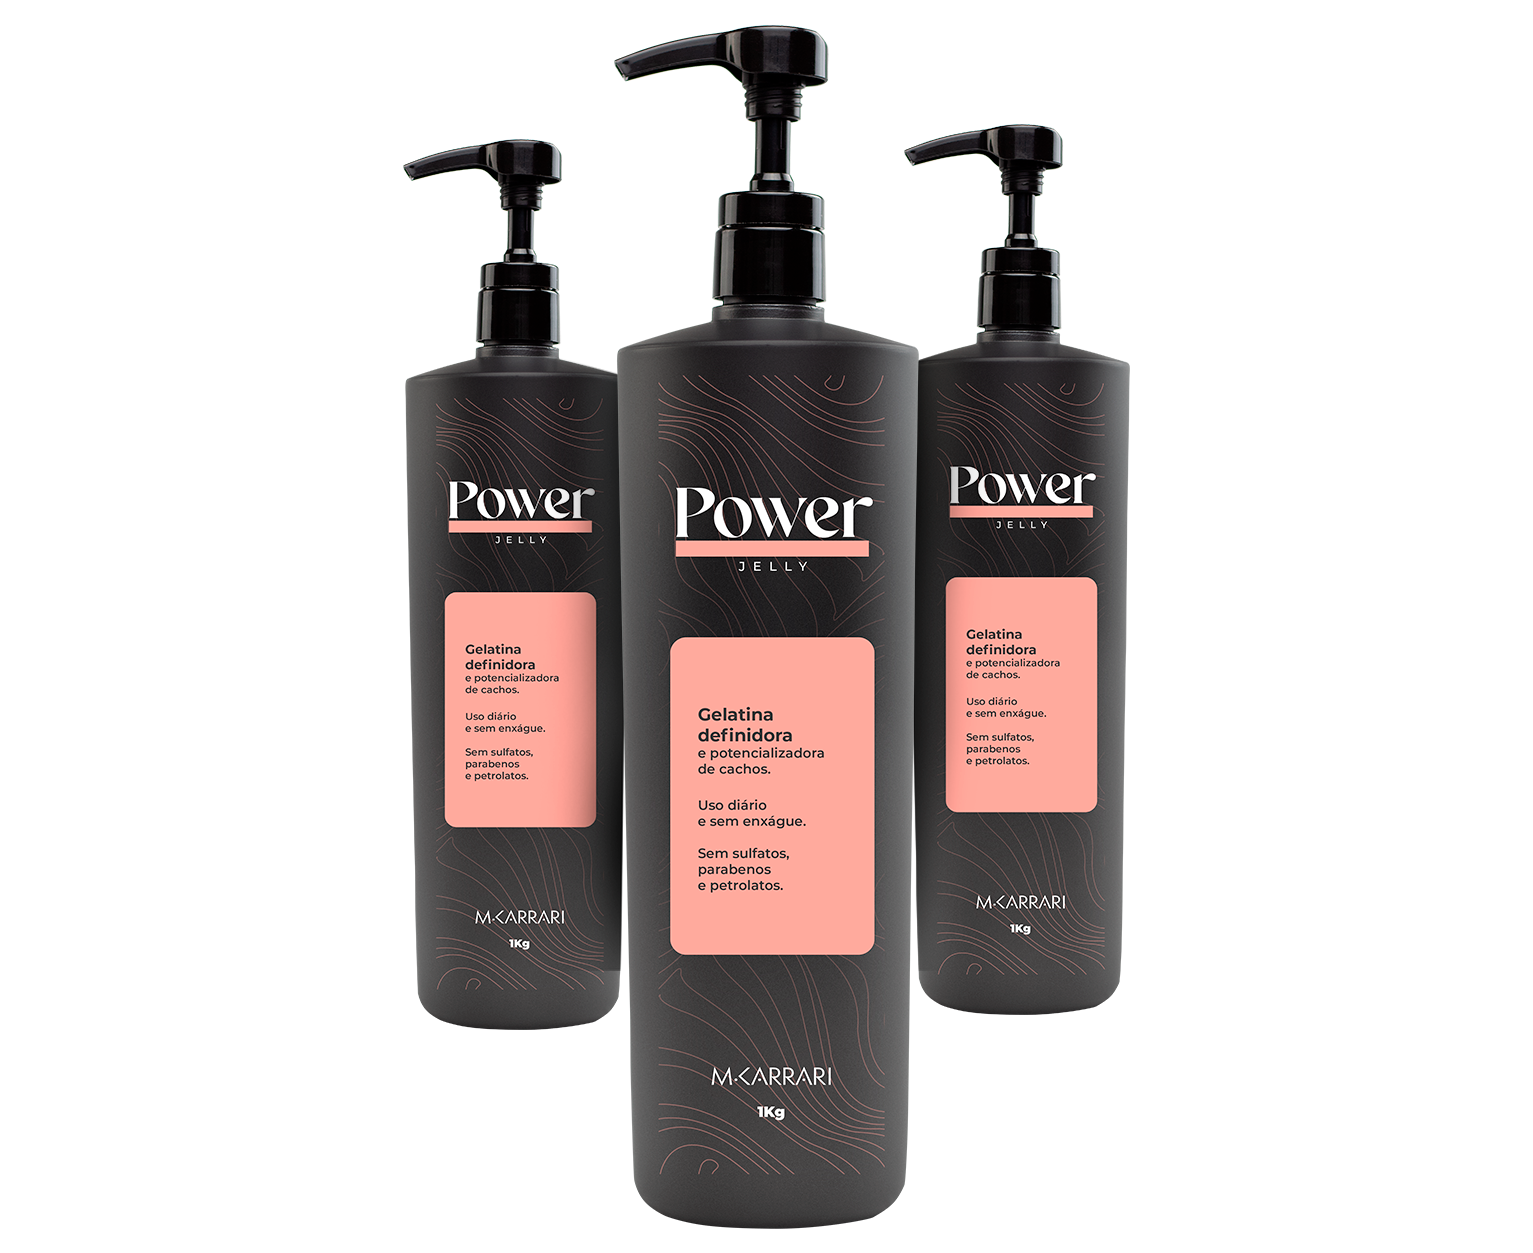 Power
JELLY
Gelatina
definidora
e potencializadora
de cachos.
Uso diário
e sem enxágue.
Sem sulfatos,
parabenos
e petrolatos.
M.CARRARI
1Kg
Power
JELLY
Gelatina
definidora
e potencializadora
de cachos.
Uso diário
e sem enxágue.
Sem sulfatos,
parabenos
e petrolatos.
M.CARRARI
1Kg
Power
JELLY
Gelatina
definidora
e potencializadora
de cachos.
Uso diário
e sem enxágue.
Sem sulfatos,
parabenos
e petrolatos.
M.CARRARI
1Kg